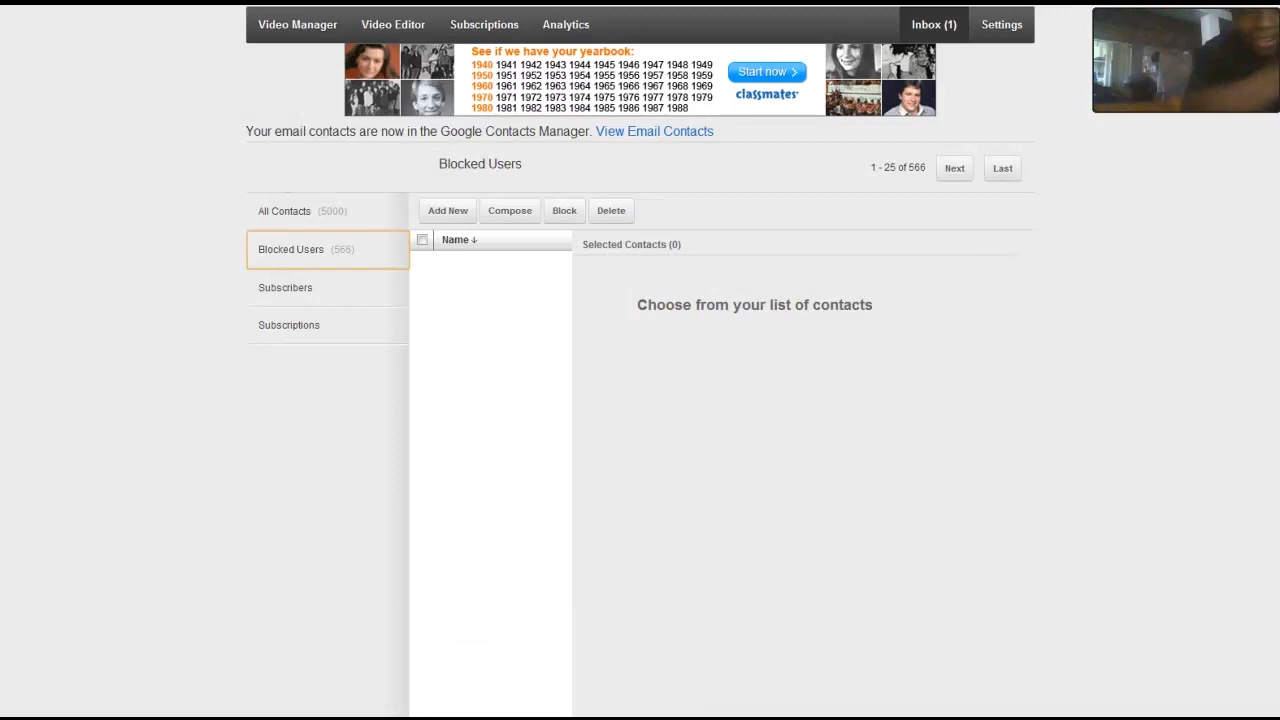 Video Manager Video Editor Subscriptions Analytics Inbox (1) Settings
See if we have your yearbook:
1940 1941 1942 1943 1944 1945 1946 1947 1948 1949
1950 1951 1952 1953 1954 1955 1956 1957 1958 1959
1960 1961 1962 1963 1964 1965 1966 1967 1968 1969
1970 1971 1972 1973 1974 1975 1976 1977 1978 1979
1980 1981 1982 1983 1984 1985 1986 1987 1988
Start now >
classmates
Your email contacts are now in the Google Contacts Manager. View Email Contacts
Blocked Users 1 - 25 of 566 Next Last
All Contacts (5000)
Blocked Users (566)
Subscribers
Subscriptions
Add New Compose Block Delete
Name ↓
Selected Contacts (0)
Choose from your list of contacts